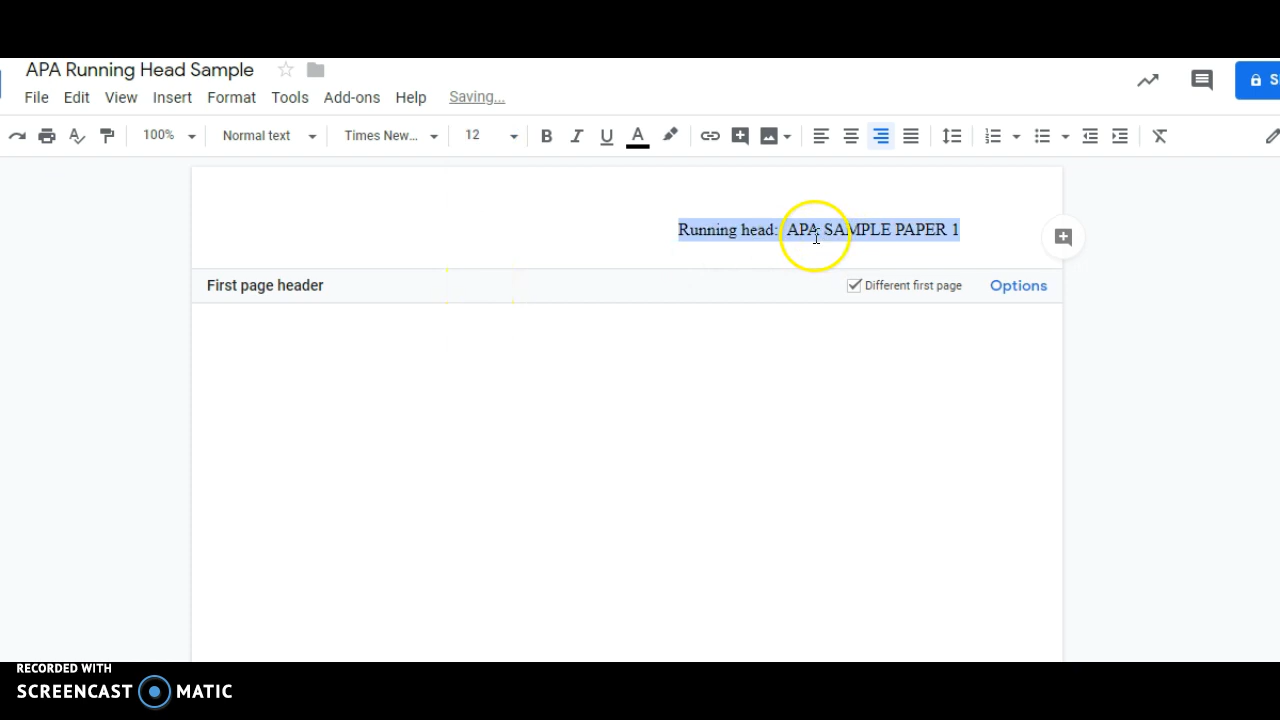 APA Running Head Sample
File Edit View Insert Format Tools Add-ons Help Saving...
S
100% Normal text Times New... 12 B I U A
Running head: APA SAMPLE PAPER 1
First page header Different first page Options
RECORDED WITH
SCREENCAST MATIC